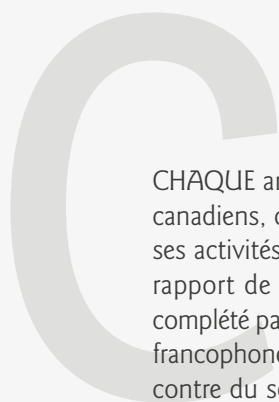 C
CHAQUE
canadiens,
ses activités
rapport de
complété
francophone
contre du